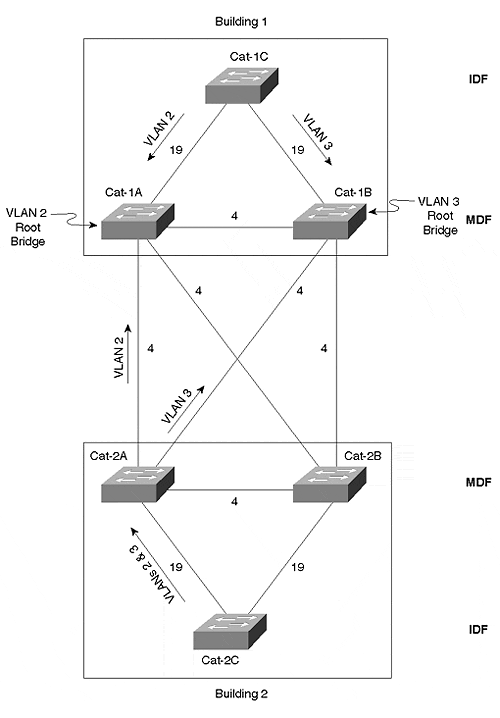 Building 1
Cat-1C
IDF
VLAN 2
VLAN 3
19
19
Cat-1A
Cat-1B
VLAN 2
Root
Bridge
4
VLAN 3
Root
Bridge
MDF
4
4
VLAN 2
4
4
VLAN 3
Cat-2A
Cat-2B
MDF
4
VLANs 2 & 3
19
19
IDF
Cat-2C
Building 2